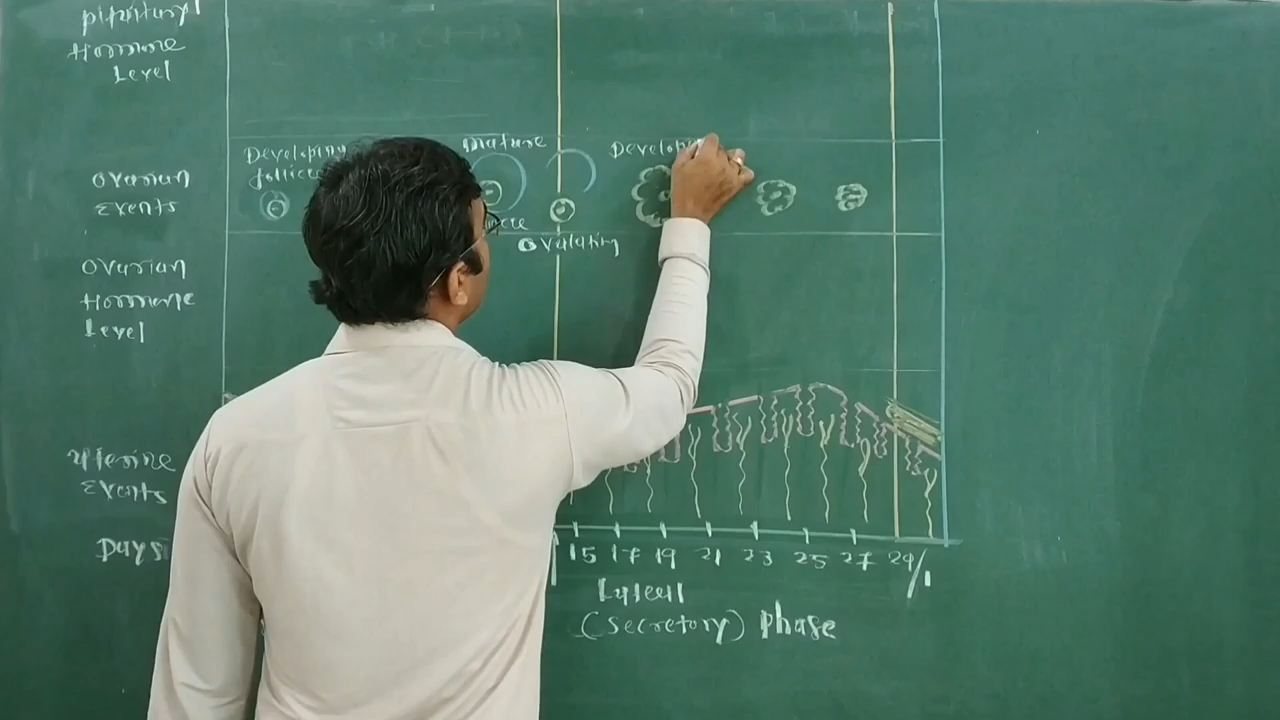 pituitary
Hormone
Level
Developing
follicle
Mature
Developi
Ovarian
Events
Ovulating
Ovarian
Hormone
Level
Uterine
Events
Days
15 17 19 21 23 25 27 29/1
Luteal
(secretory) phase